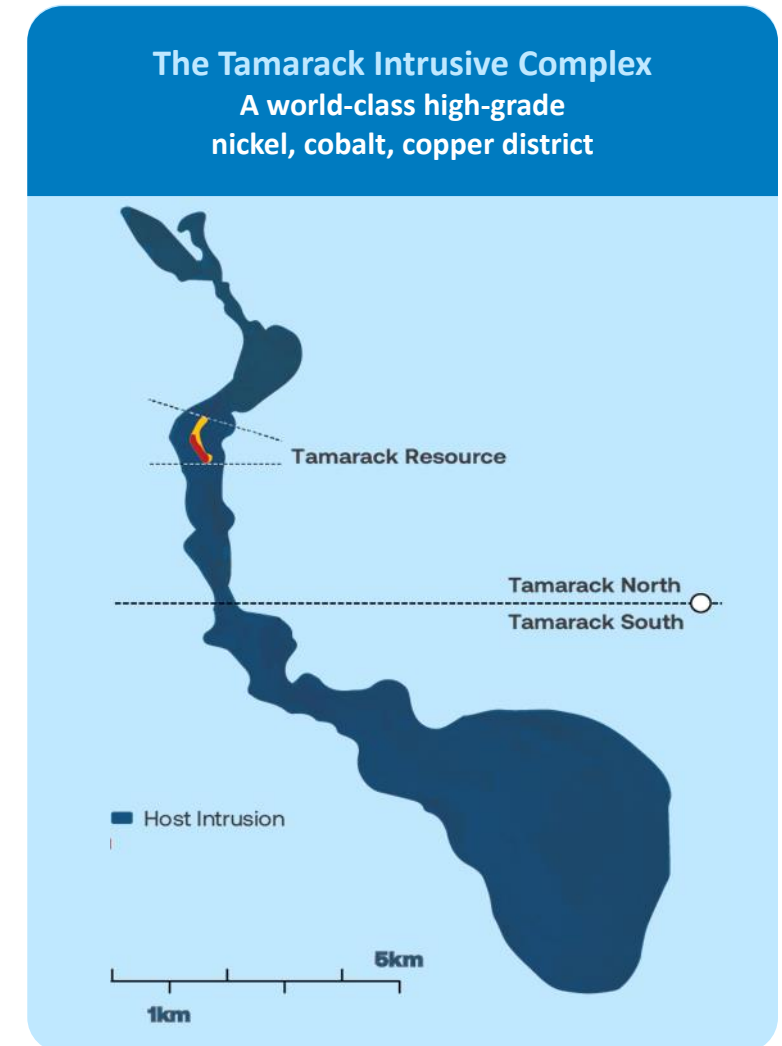 The Tamarack Intrusive Complex
A world-class high-grade
nickel, cobalt, copper district
Tamarack Resource
Tamarack North
Tamarack South
Host Intrusion
5km
1km